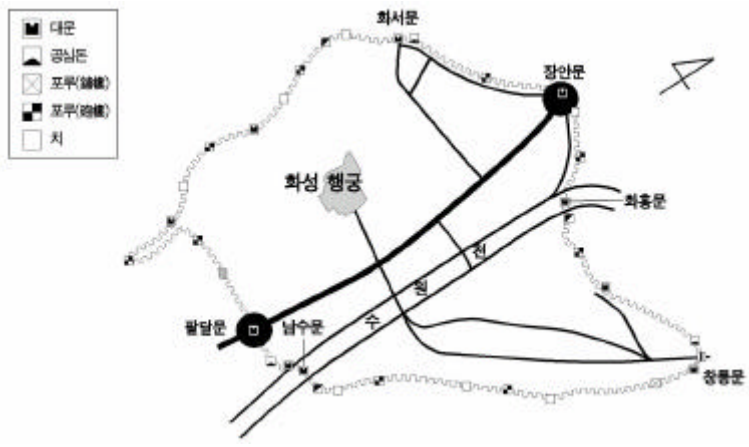 대문
공심돈
포루(鋪樓)
포루(砲樓)
치
화서문
장안문
화성 행궁
화홍문
수원천
팔달문
남수문
창룡문